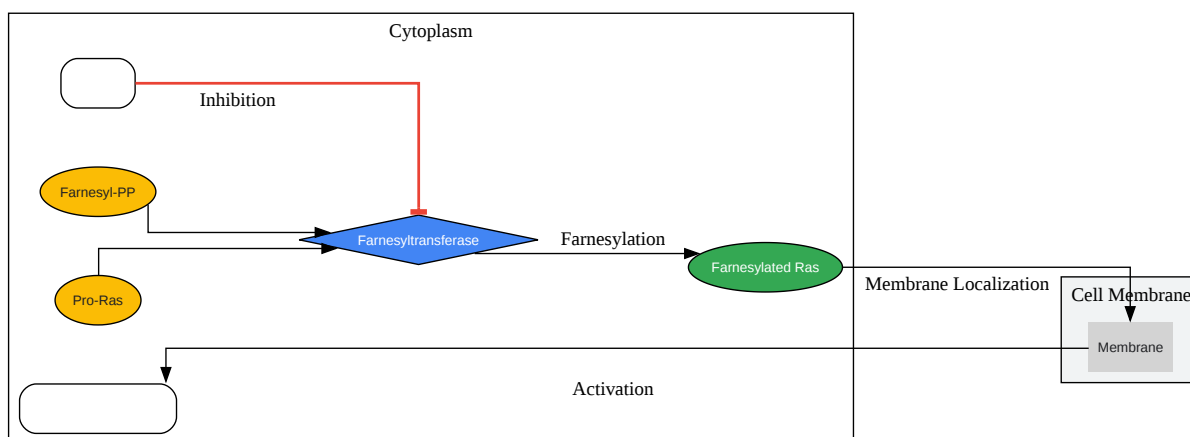 Cytoplasm
Inhibition
Farnesyl-PP
Farnesyltransferase
Farnesylation
Farnesylated Ras
Pro-Ras
Membrane Localization
Cell Membrane
Membrane
Activation